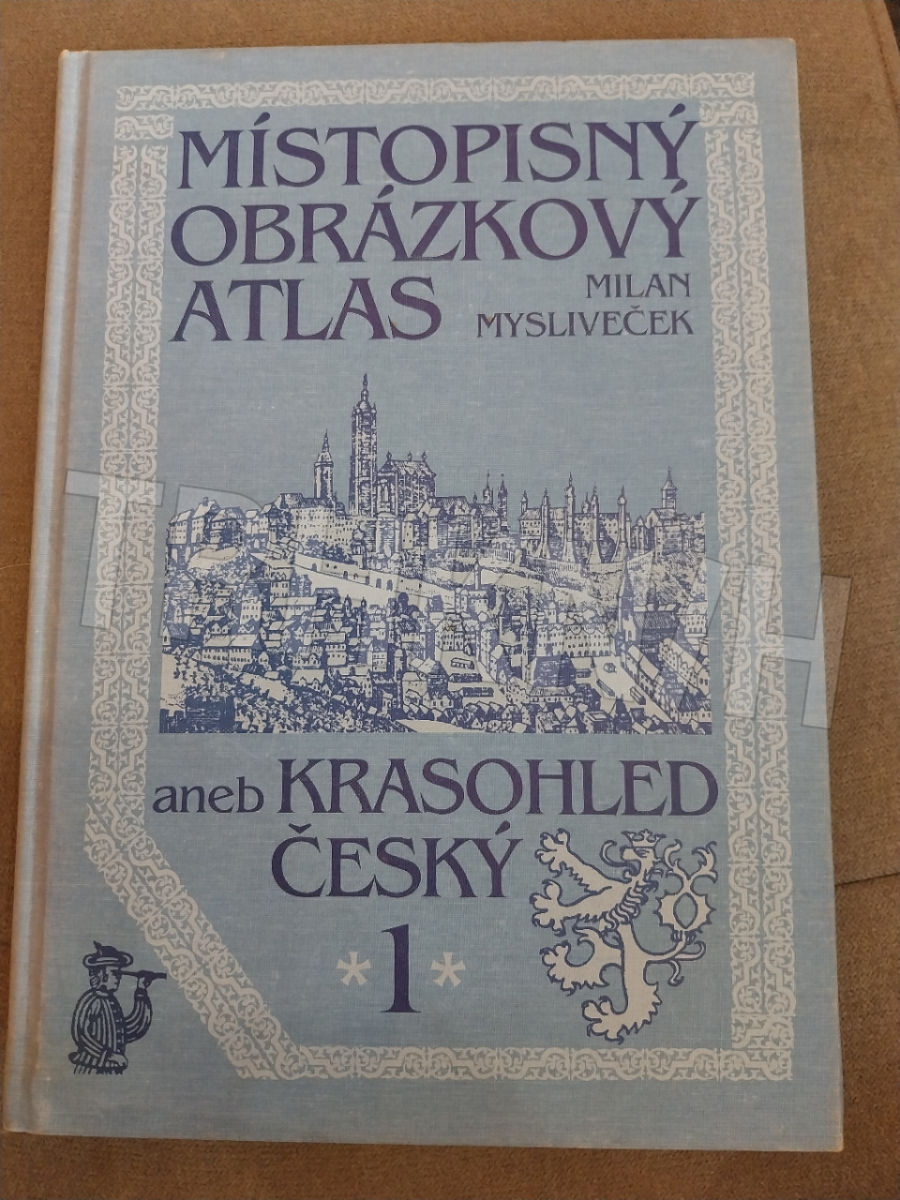 MÍSTOPISNÝ
OBRÁZKOVÝ
ATLAS
MILAN
MYSLIVEČEK
aneb KRASOHLED
ČESKÝ
*1*